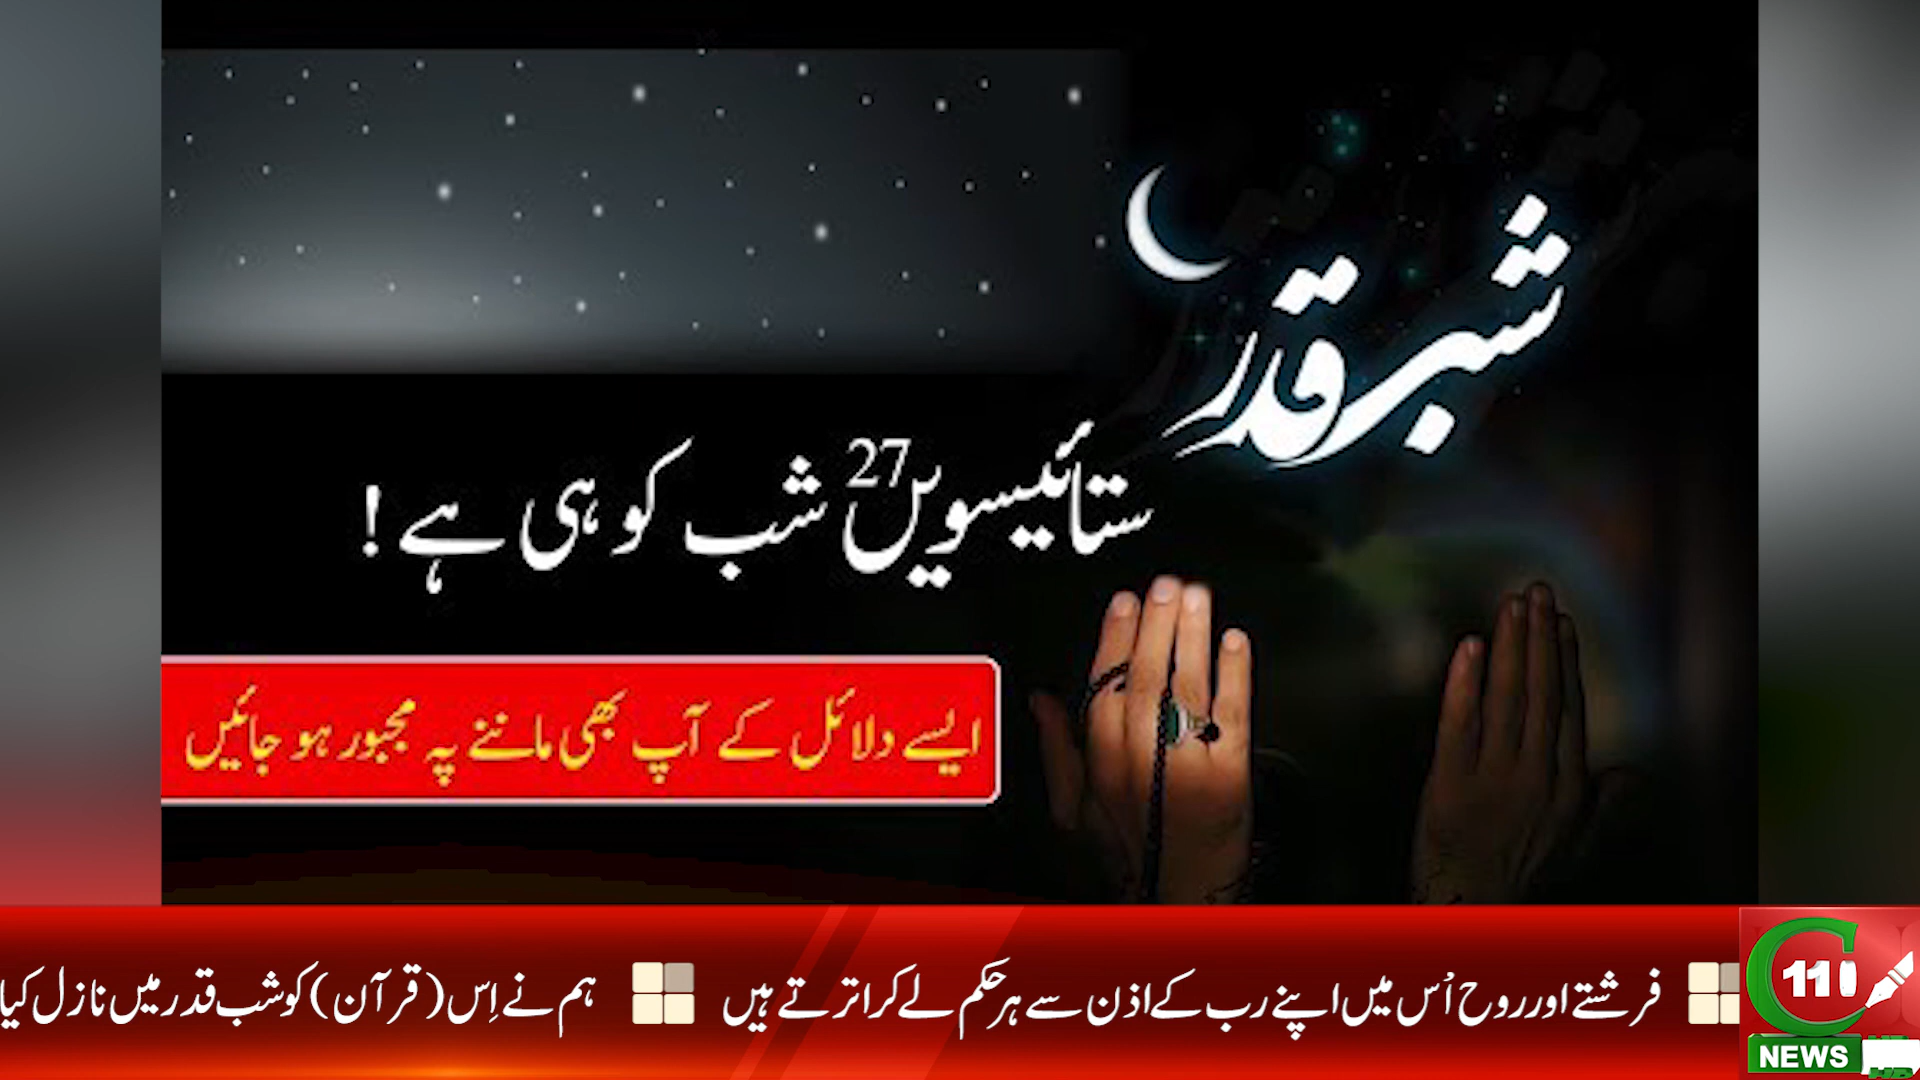 شبِ قدر
ستائیسویں 27 شب کو ہی ہے !
ایسے دلائل کے آپ بھی ماننے پہ مجبور ہو جائیں
فرشتے اور روح اُس میں اپنے رب کے اذن سے ہر حکم لے کر اترتے ہیں
ہم نے اِس (قرآن) کو شب قدر میں نازل کیا
C 110
NEWS HD